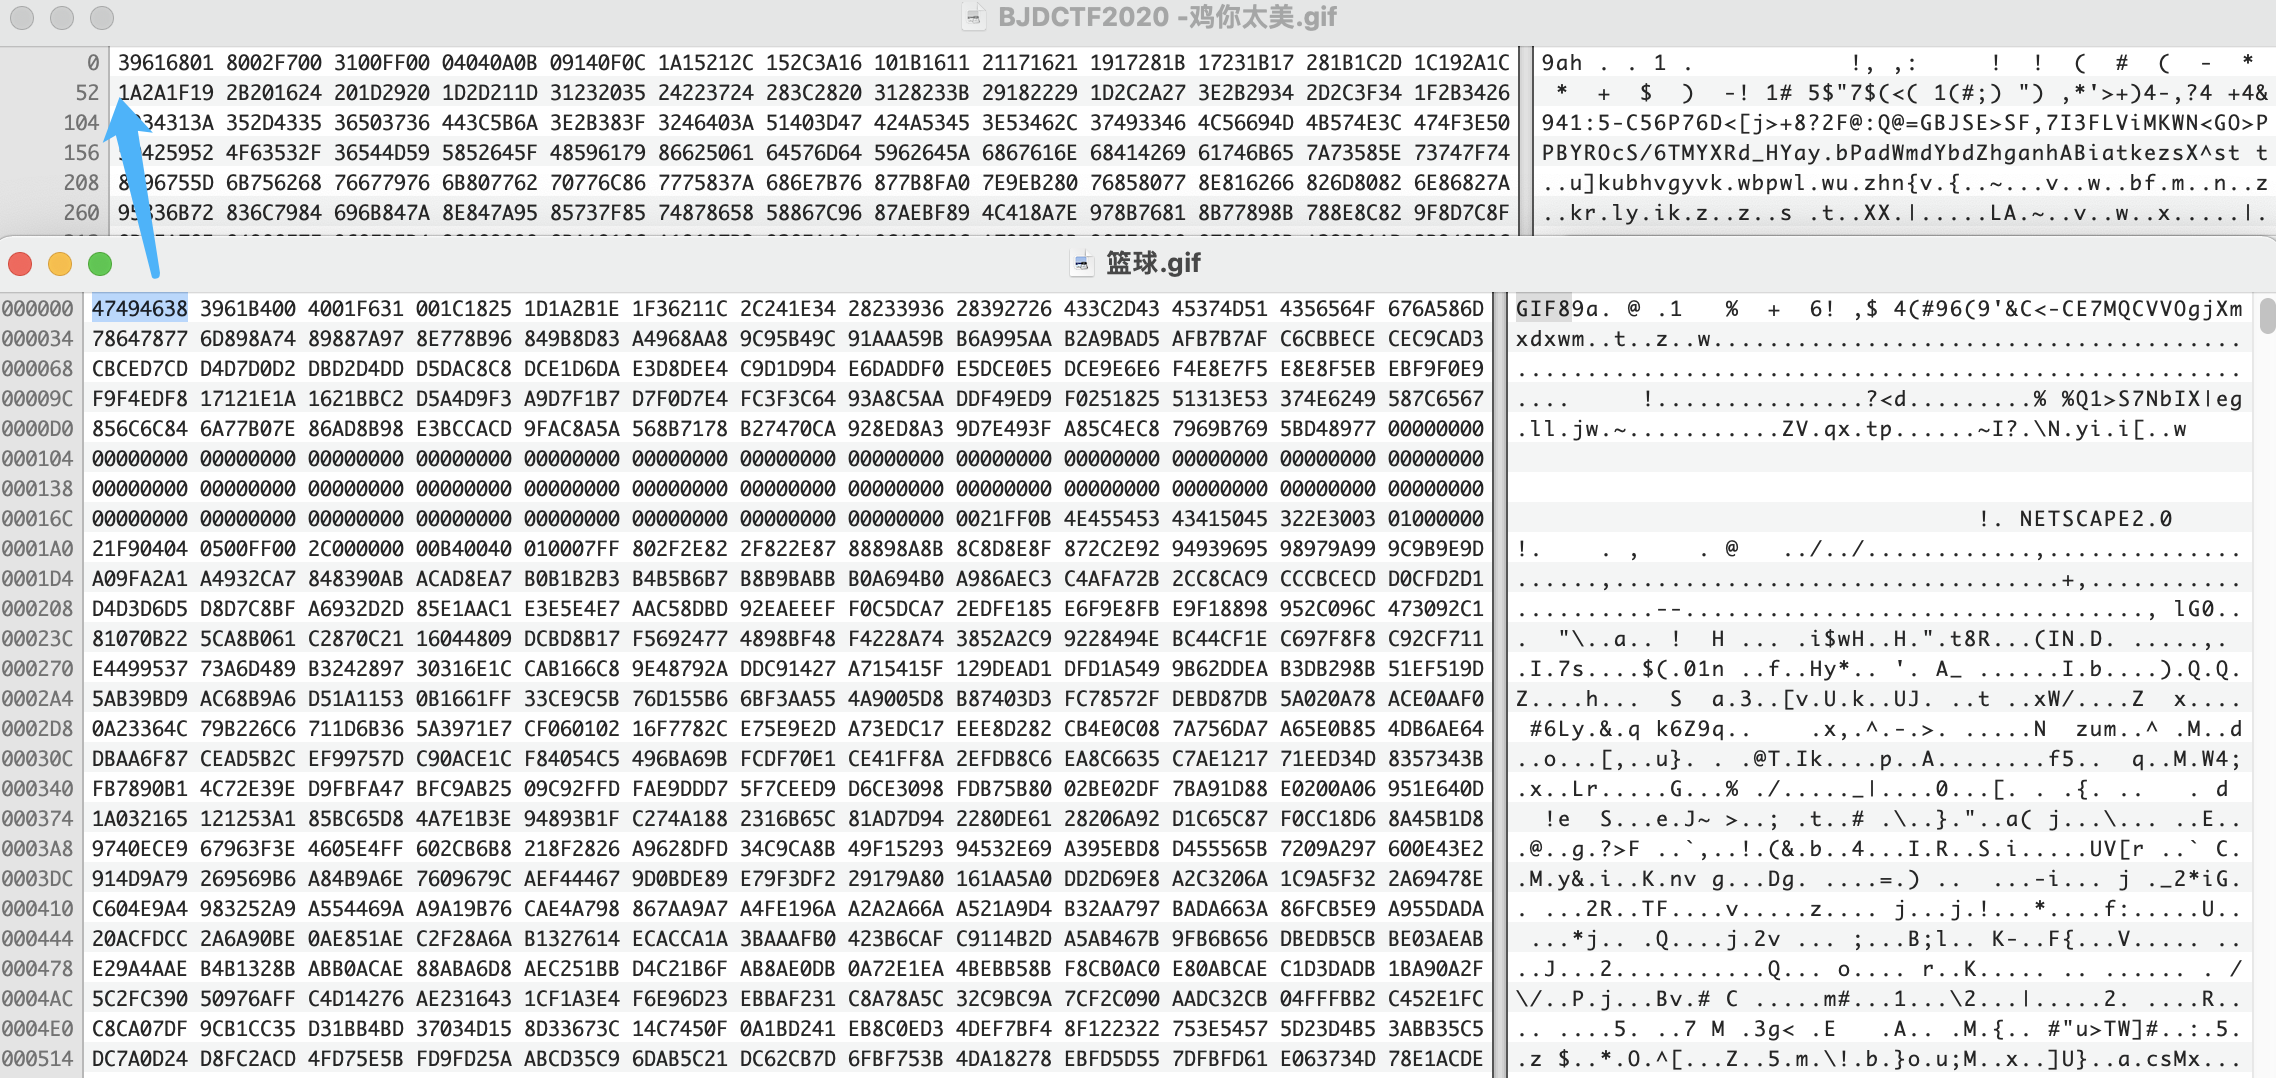 BJDCTF2020 -鸡你太美.gif
0 39616801 8002F700 3100FF00 04040A0B 09140F0C 1A15212C 152C3A16 101B1611 21171621 1917281B 17231B17 281B1C2D 1C192A1C 9ah . . 1 . !, ,: ! ! ( # ( - *
52 1A2A1F19 2B201624 201D2920 1D2D211D 31232035 24223724 283C2820 3128233B 29182229 1D2C2A27 3E2B2934 2D2C3F34 1F2B3426 * + $ ) -! 1# 5$"7$(<( 1(#;) ") ,*'>+)4-,?4 +4&
104 352D4335 36503736 443C5B6A 3E2B383F 3246403A 51403D47 424A5345 3E53462C 37493346 4C56694D 4B574E3C 474F3E50 941:5-C56P76D<[j>+8?2F@:Q@=GBJSE>SF,7I3FLViMKWN<GO>P
156 4F63532F 36544D59 5852645F 48596179 86625061 64576D64 5962645A 6867616E 68414269 61746B65 7A73585E 73747F74 PBYROcS/6TMYXRd_HYay.bPadWmdYbdZhganhABiatkezsX^st t
208 6B756268 76677976 6B807762 70776C86 7775837A 686E7B76 877B8FA0 7E9EB280 76858077 8E816266 826D8082 6E86827A ..u]kubhvgyvk.wbpwl.wu.zhn{v.{..~...v..w..bf.m..n..z
260 836C7984 696B847A 8E847A95 85737F85 74878658 58867C96 87AEBF89 4C418A7E 978B7681 8B77898B 788E8C82 9F8D7C8F ..kr.ly.ik.z..z..s .t..XX.|.....LA.~..v..w..x.....|.
篮球.gif
000000 47494638 3961B400 4001F631 001C1825 1D1A2B1E 1F36211C 2C241E34 28233936 28392726 433C2D43 45374D51 4356564F 676A586D GIF89a. @ .1 % + 6! ,$ 4(#96(9'&C<-CE7MQCVVOgjXm
000034 78647877 6D898A74 89887A97 8E778B96 849B8D83 A4968AA8 9C95B49C 91AAA59B B6A995AA B2A9BAD5 AFB7B7AF C6CBBECE CEC9CAD3 xdxwm..t..z..w.......................................
000068 CBCED7CD D4D7D0D2 DBD2D4DD D5DAC8C8 DCE1D6DA E3D8DEE4 C9D1D9D4 E6DADDF0 E5DCE0E5 DCE9E6E6 F4E8E7F5 E8E8F5EB EBF9F0E9 ....................................................
00009C F9F4EDF8 17121E1A 1621BBC2 D5A4D9F3 A9D7F1B7 D7F0D7E4 FC3F3C64 93A8C5AA DDF49ED9 F0251825 51313E53 374E6249 587C6567 .... !...............?<d.........% %Q1>S7NbIX|eg
0000D0 856C6C84 6A77B07E 86AD8B98 E3BCCACD 9FAC8A5A 568B7178 B27470CA 928ED8A3 9D7E493F A85C4EC8 7969B769 5BD48977 00000000 .ll.jw.~...........ZV.qx.tp......~I?.\N.yi.i[..w
000104 00000000 00000000 00000000 00000000 00000000 00000000 00000000 00000000 00000000 00000000 00000000 00000000 00000000
000138 00000000 00000000 00000000 00000000 00000000 00000000 00000000 00000000 00000000 00000000 00000000 00000000 00000000
00016C 00000000 00000000 00000000 00000000 00000000 00000000 00000000 00000000 0021FF0B 4E455453 43415045 322E3003 01000000 !. NETSCAPE2.0
0001A0 21F90404 0500FF00 2C000000 00B40040 010007FF 802F2E82 2F822E87 88898A8B 8C8D8E8F 872C2E92 94939695 98979A99 9C9B9E9D !. . , . @ ../../............,..............
0001D4 A09FA2A1 A4932CA7 848390AB ACAD8EA7 B0B1B2B3 B4B5B6B7 B8B9BABB B0A694B0 A986AEC3 C4AFA72B 2CC8CAC9 CCCBCECD D0CFD2D1 ......,................................+,...........
000208 D4D3D6D5 D8D7C8BF A6932D2D 85E1AAC1 E3E5E4E7 AAC58DBD 92EAEEEF F0C5DCA7 2EDFE185 E6F9E8FB E9F18898 952C096C 473092C1 ..........--................................., lG0..
00023C 81070B22 5CA8B061 C2870C21 16044809 DCBD8B17 F5692477 4898BF48 F4228A74 3852A2C9 9228494E BC44CF1E C697F8F8 C92CF711 . "\..a.. ! H ... .i$wH..H.".t8R...(IN.D. .....,.
000270 E4499537 73A6D489 B3242897 30316E1C CAB166C8 9E48792A DDC91427 A715415F 129DEAD1 DFD1A549 9B62DDEA B3DB298B 51EF519D .I.7s....$(.01n ..f..Hy*.. '. A_ ......I.b....).Q.Q.
0002A4 5AB39BD9 AC68B9A6 D51A1153 0B1661FF 33CE9C5B 76D155B6 6BF3AA55 4A9005D8 B87403D3 FC78572F DEBD87DB 5A020A78 ACE0AAF0 Z....h... S a.3..[v.U.k..UJ. ..t ..xW/....Z x....
0002D8 0A23364C 79B226C6 711D6B36 5A3971E7 CF060102 16F7782C E75E9E2D A73EDC17 EEE8D282 CB4E0C08 7A756DA7 A65E0B85 4DB6AE64 #6Ly.&.q k6Z9q.. .x,.^.-.>. .....N zum..^ .M..d
00030C DBAA6F87 CEAD5B2C EF99757D C90ACE1C F84054C5 496BA69B FCDF70E1 CE41FF8A 2EFDB8C6 EA8C6635 C7AE1217 71EED34D 8357343B ..o...[,..u}. . .@T.Ik....p..A........f5.. q..M.W4;
000340 FB7890B1 4C72E39E D9FBFA47 BFC9AB25 09C92FFD FAE9DDD7 5F7CEED9 D6CE3098 FDB75B80 02BE02DF 7BA91D88 E0200A06 951E640D .x..Lr.....G...% ./....._|....0...[. . .{. .. . d
000374 1A032165 121253A1 85BC65D8 4A7E1B3E 94893B1F C274A188 2316B65C 81AD7D94 2280DE61 28206A92 D1C65C87 F0CC18D6 8A45B1D8 !e S...e.J~ >..; .t..# .\..}."..a( j...\... ..E..
0003A8 9740ECE9 67963F3E 4605E4FF 602CB6B8 218F2826 A9628DFD 34C9CA8B 49F15293 94532E69 A395EBD8 D455565B 7209A297 600E43E2 .@..g.?>F ..`,..!.(&.b..4...I.R..S.i.....UV[r ..` C.
0003DC 914D9A79 269569B6 A84B9A6E 7609679C AEF44467 9D0BDE89 E79F3DF2 29179A80 161AA5A0 DD2D69E8 A2C3206A 1C9A5F32 2A69478E .M.y&.i..K.nv g...Dg. ....=.) .. ...-i... j ._2*iG.
000410 C604E9A4 983252A9 A554469A A9A19B76 CAE4A798 867AA9A7 A4FE196A A2A2A66A A521A9D4 B32AA797 BADA663A 86FCB5E9 A955DADA . ...2R..TF....v.....z.... j...j.!...*....f:.....U..
000444 20ACFDCC 2A6A90BE 0AE851AE C2F28A6A B1327614 ECACCA1A 3BAAAFB0 423B6CAF C9114B2D A5AB467B 9FB6B656 DBEDB5CB BE03AEAB ...*j.. .Q....j.2v ... ;...B;l.. K-..F{...V..... ..
000478 E29A4AAE B4B1328B ABB0ACAE 88ABA6D8 AEC251BB D4C21B6F AB8AE0DB 0A72E1EA 4BEBB58B F8CB0AC0 E80ABCAE C1D3DADB 1BA90A2F ..J...2...........Q... o.... r..K..... .. ...... . /
0004AC 5C2FC390 50976AFF C4D14276 AE231643 1CF1A3E4 F6E96D23 EBBAF231 C8A78A5C 32C9BC9A 7CF2C090 AADC32CB 04FFFBB2 C452E1FC \/..P.j...Bv.# C .....m#...1...\2...|.....2. ....R..
0004E0 C8CA07DF 9CB1CC35 D31BB4BD 37034D15 8D33673C 14C7450F 0A1BD241 EB8C0ED3 4DEF7BF4 8F122322 753E5457 5D23D4B5 3ABB35C5 .. ....5. ..7 M .3g< .E .A.. .M.{.. #"u>TW]#..:.5.
000514 DC7A0D24 D8FC2ACD 4FD75E5B FD9FD25A ABCD35C9 6DAB5C21 DC62CB7D 6FBF753B 4DA18278 EBFD5D55 7DFBFD61 E063734D 78E1ACDE .z $..*.O.^[...Z..5.m.\!.b.}o.u;M..x..]U}..a.csMx...